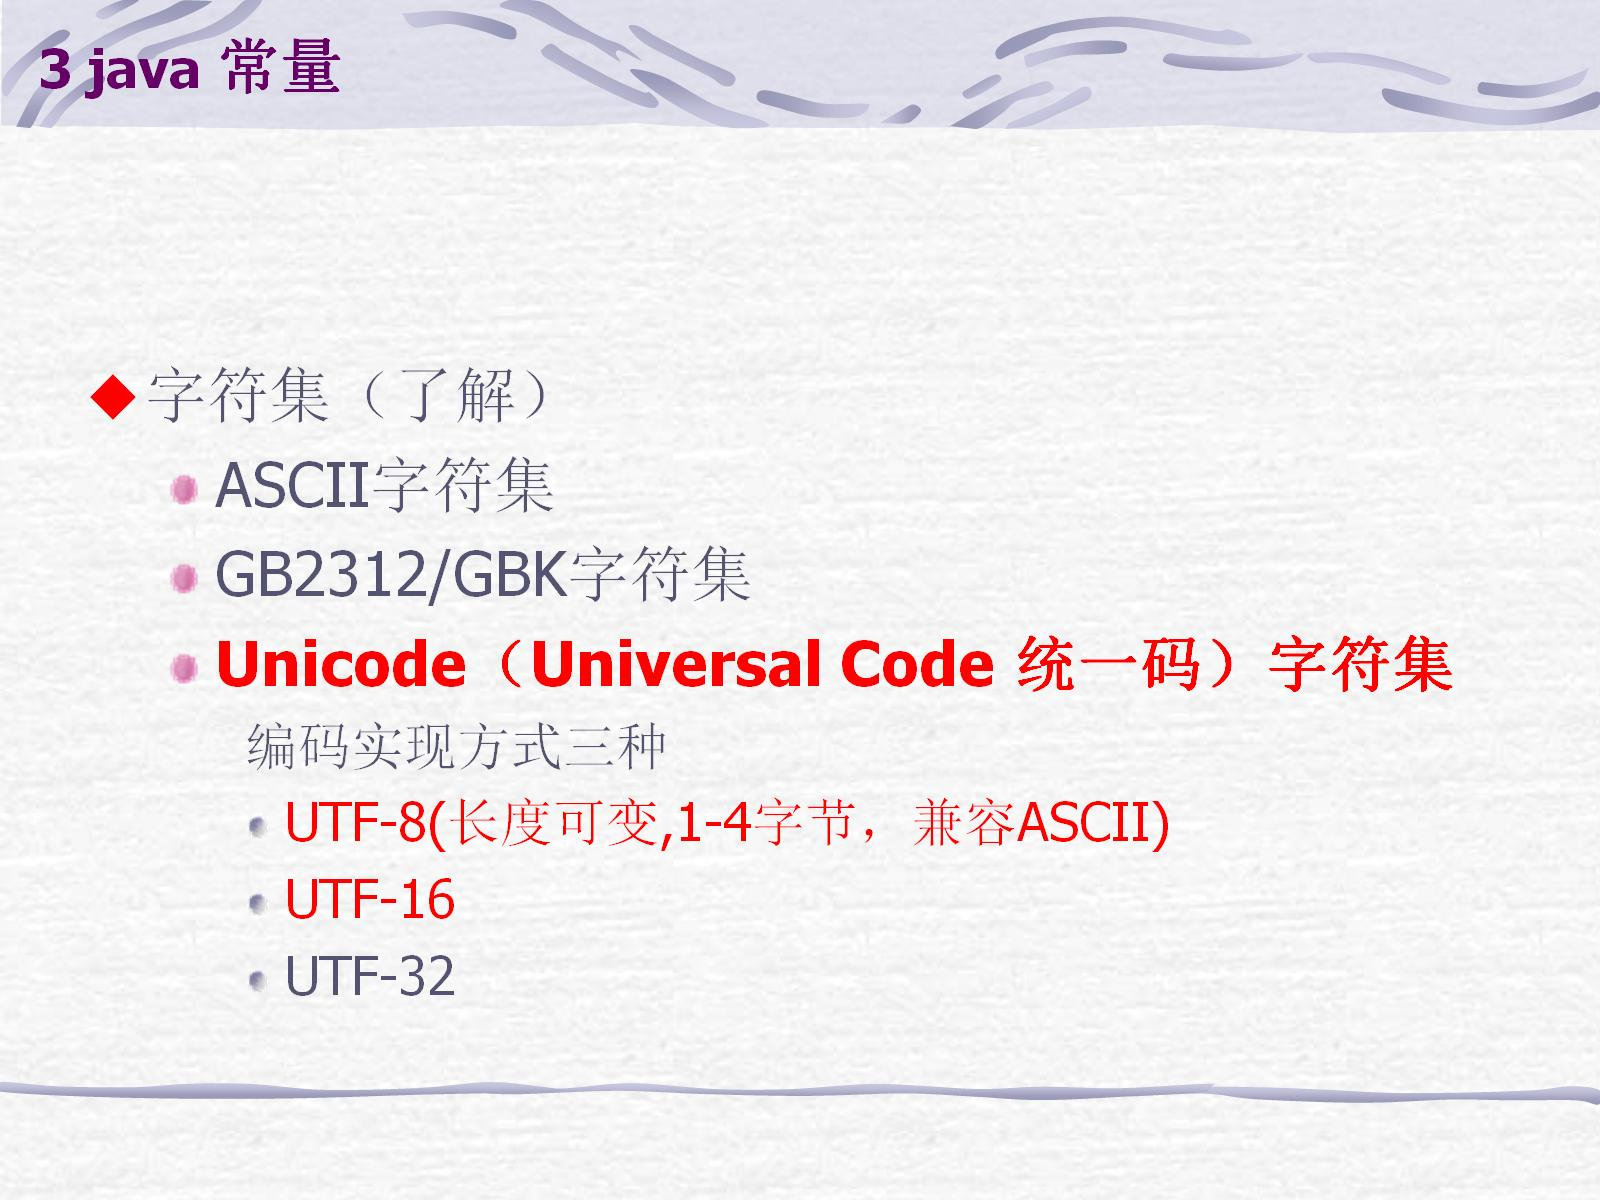 3 java 常量
字符集（了解）
ASCII字符集
GB2312/GBK字符集
Unicode（Universal Code 统一码）字符集
编码实现方式三种
UTF-8(长度可变,1-4字节，兼容ASCII)
UTF-16
UTF-32